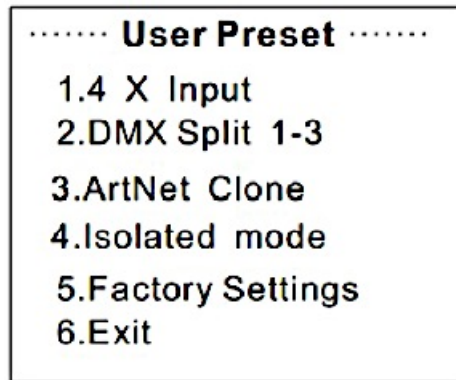 ······· User Preset ·······
1.4 X Input
2.DMX Split 1-3
3.ArtNet Clone
4.Isolated mode
5.Factory Settings
6.Exit